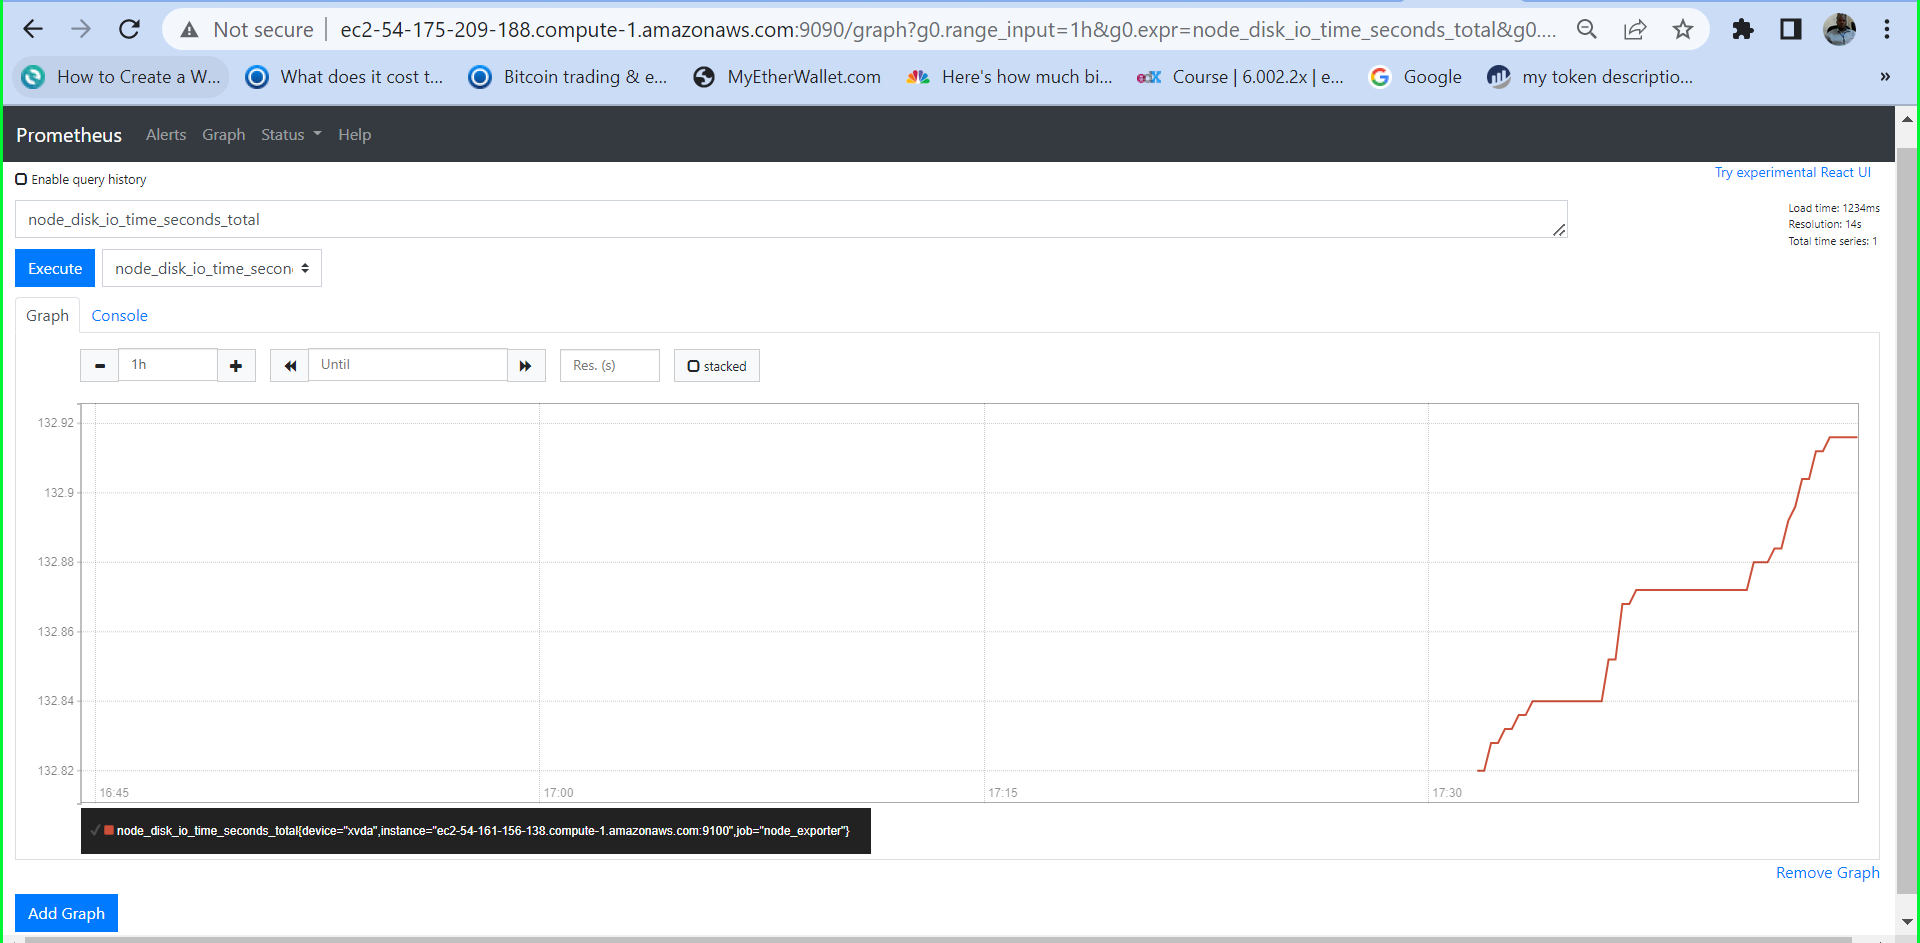 Not secure | ec2-54-175-209-188.compute-1.amazonaws.com:9090/graph?g0.range_input=1h&g0.expr=node_disk_io_time_seconds_total&g0....
How to Create a W... What does it cost t... Bitcoin trading & e... MyEtherWallet.com Here's how much bi... edX Course | 6.002.2x | e... Google my token descriptio... »
Prometheus Alerts Graph Status Help
Enable query history
Try experimental React UI
node_disk_io_time_seconds_total
Load time: 1234ms
Resolution: 14s
Total time series: 1
Execute node_disk_io_time_secon
Graph Console
1h Until Res. (s) stacked
132.92
132.9
132.88
132.86
132.84
132.82
16:45 17:00 17:15 17:30
node_disk_io_time_seconds_total{device="xvda",instance="ec2-54-161-156-138.compute-1.amazonaws.com:9100",job="node_exporter"}
Remove Graph
Add Graph